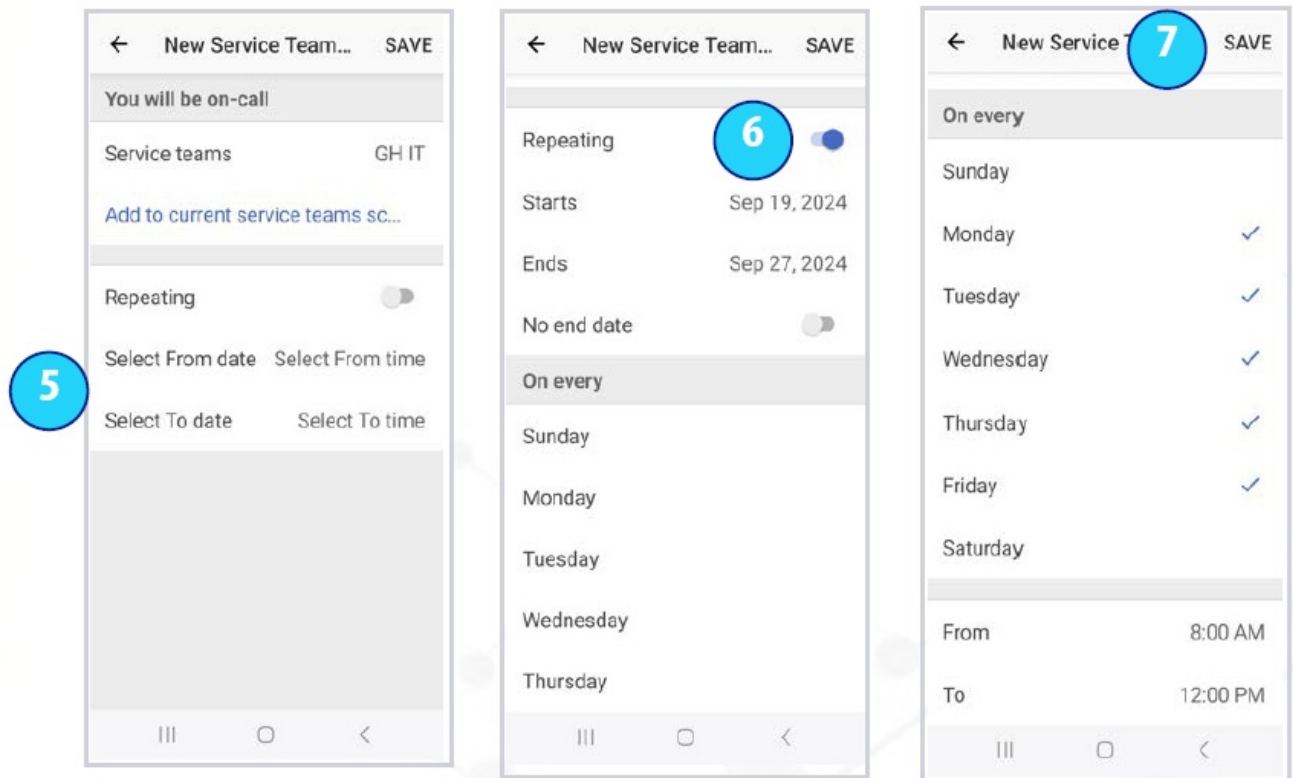 New Service Team... SAVE
You will be on-call
Service teams GH IT
Add to current service teams sc...
Repeating
Select From date Select From time
5
Select To date Select To time
New Service Team... SAVE
Repeating 6
Starts Sep 19, 2024
Ends Sep 27, 2024
No end date
On every
Sunday
Monday
Tuesday
Wednesday
Thursday
New Service T 7 SAVE
On every
Sunday
Monday
Tuesday
Wednesday
Thursday
Friday
Saturday
From 8:00 AM
To 12:00 PM